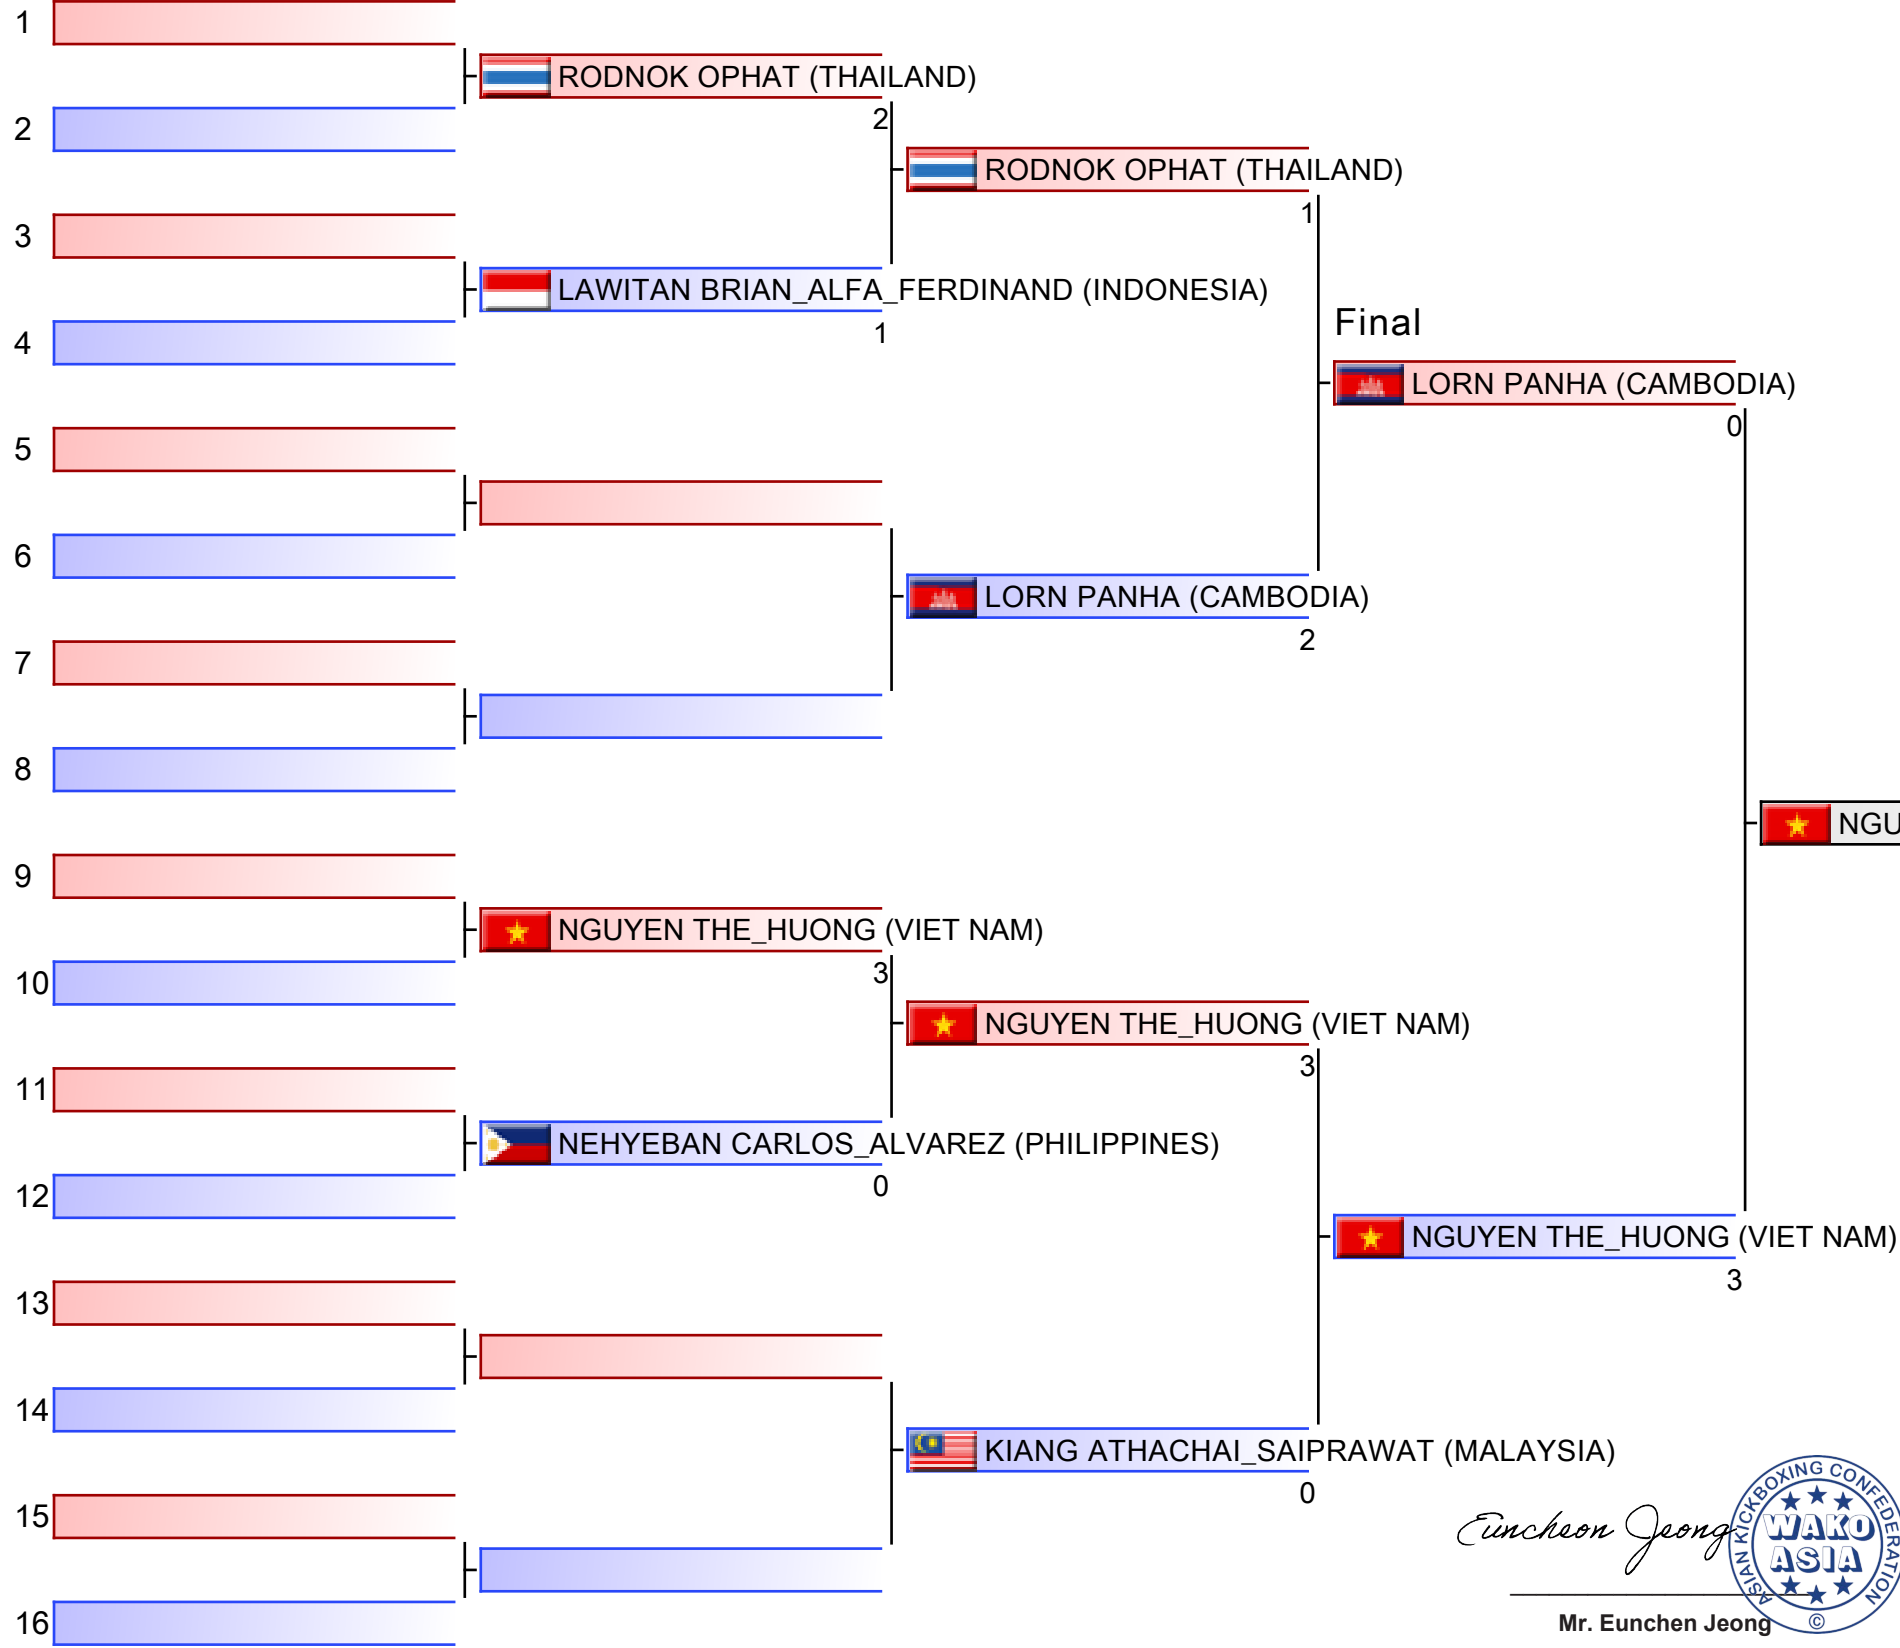 1
RODNOK OPHAT (THAILAND)
2
2
RODNOK OPHAT (THAILAND)
1
3
LAWITAN BRIAN_ALFA_FERDINAND (INDONESIA)
1
4
Final
LORN PANHA (CAMBODIA)
0
5
6
LORN PANHA (CAMBODIA)
2
7
8
NGU
9
NGUYEN THE_HUONG (VIET NAM)
3
10
NGUYEN THE_HUONG (VIET NAM)
3
11
NEHYEBAN CARLOS_ALVAREZ (PHILIPPINES)
0
12
NGUYEN THE_HUONG (VIET NAM)
3
13
14
KIANG ATHACHAI_SAIPRAWAT (MALAYSIA)
0
15
Euncheon Jeong
ASIAN KICKBOXING CONFEDERATION
WAKO
ASIA
©
Mr. Eunchen Jeong
16